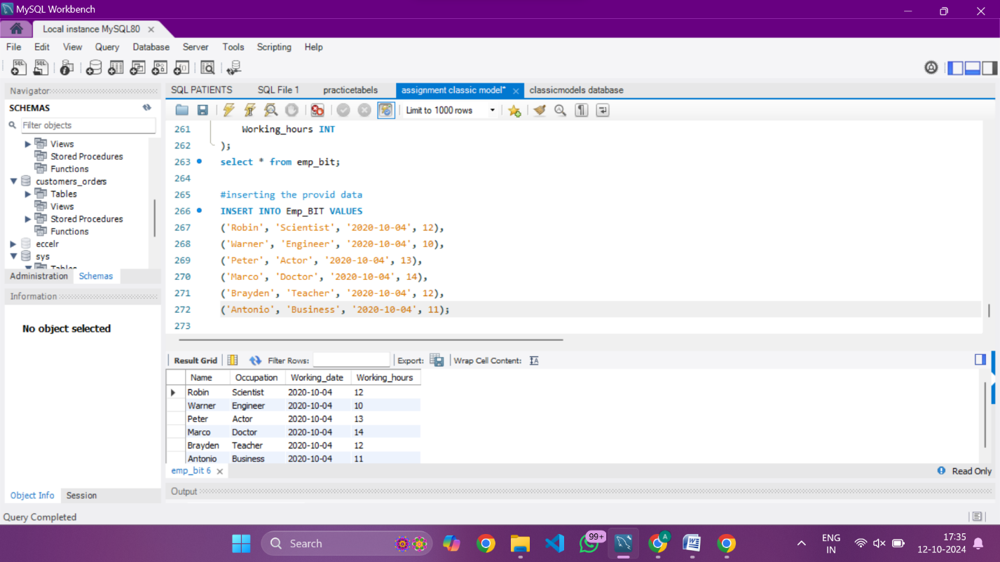 MySQL Workbench
Local instance MySQL80
File Edit View Query Database Server Tools Scripting Help
Navigator
SCHEMAS
Filter objects
Views
Stored Procedures
Functions
customers_orders
Tables
Views
Stored Procedures
Functions
eccelr
sys
Tables
Administration Schemas
Information
No object selected
Object Info Session
SQL PATIENTS SQL File 1 practicetabels assignment classic model* classicmodels database
Limit to 1000 rows
261 Working_hours INT
262 );
263 select * from emp_bit;
264
265 #inserting the provid data
266 INSERT INTO Emp_BIT VALUES
267 ('Robin', 'Scientist', '2020-10-04', 12),
268 ('Warner', 'Engineer', '2020-10-04', 10),
269 ('Peter', 'Actor', '2020-10-04', 13),
270 ('Marco', 'Doctor', '2020-10-04', 14),
271 ('Brayden', 'Teacher', '2020-10-04', 12),
272 ('Antonio', 'Business', '2020-10-04', 11);
273
Result Grid Filter Rows: Export: Wrap Cell Content:
Name Occupation Working_date Working_hours
Robin Scientist 2020-10-04 12
Warner Engineer 2020-10-04 10
Peter Actor 2020-10-04 13
Marco Doctor 2020-10-04 14
Brayden Teacher 2020-10-04 12
Antonio Business 2020-10-04 11
emp_bit 6 Read Only
Output
Query Completed
Search
99+
A
ENG
IN
17:35
12-10-2024